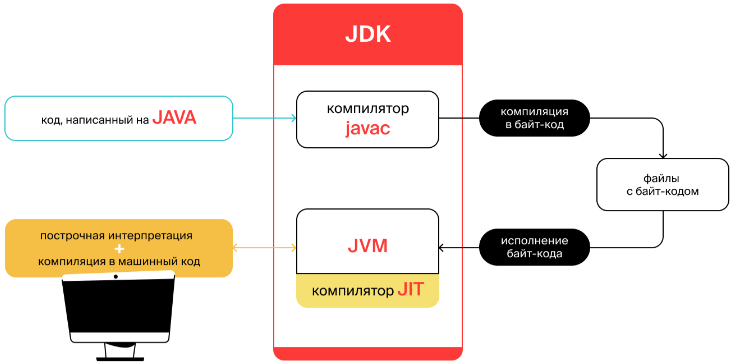 JDK
код, написанный на JAVA
компилятор
javac
компиляция
в байт-код
файлы
с байт-кодом
построчная интерпретация
+
компиляция в машинный код
JVM
исполнение
байт-кода
компилятор JIT